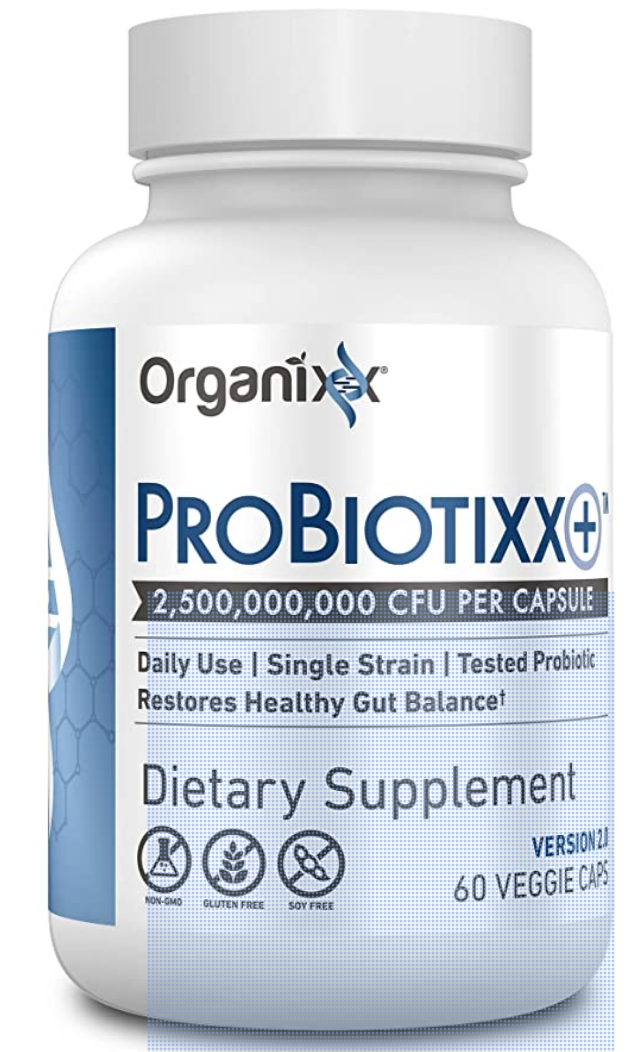 Organixx®
PROBIOTIXX+™
2,500,000,000 CFU PER CAPSULE
Daily Use | Single Strain | Tested Probiotic
Restores Healthy Gut Balance†
Dietary Supplement
NON-GMO GLUTEN FREE SOY FREE
VERSION 2.0
60 VEGGIE CAPS